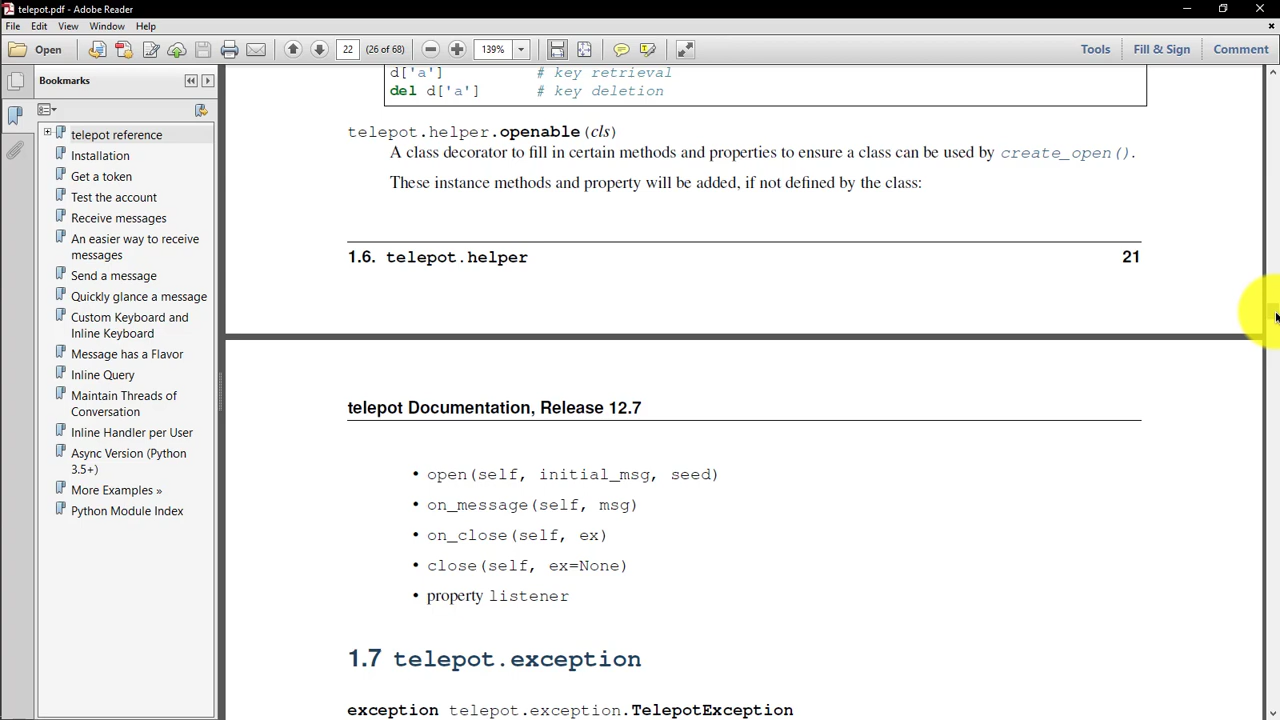 telepot.pdf - Adobe Reader
File Edit View Window Help
Open 22 (26 of 68) 139% Tools Fill & Sign Comment
Bookmarks
telepot reference
Installation
Get a token
Test the account
Receive messages
An easier way to receive
messages
Send a message
Quickly glance a message
Custom Keyboard and
Inline Keyboard
Message has a Flavor
Inline Query
Maintain Threads of
Conversation
Inline Handler per User
Async Version (Python
3.5+)
More Examples »
Python Module Index
d['a'] # key retrieval
del d['a'] # key deletion
telepot.helper.openable(cls)
A class decorator to fill in certain methods and properties to ensure a class can be used by create_open().
These instance methods and property will be added, if not defined by the class:
1.6. telepot.helper 21
telepot Documentation, Release 12.7
• open(self, initial_msg, seed)
• on_message(self, msg)
• on_close(self, ex)
• close(self, ex=None)
• property listener
1.7 telepot.exception
exception telepot.exception.TelepotException